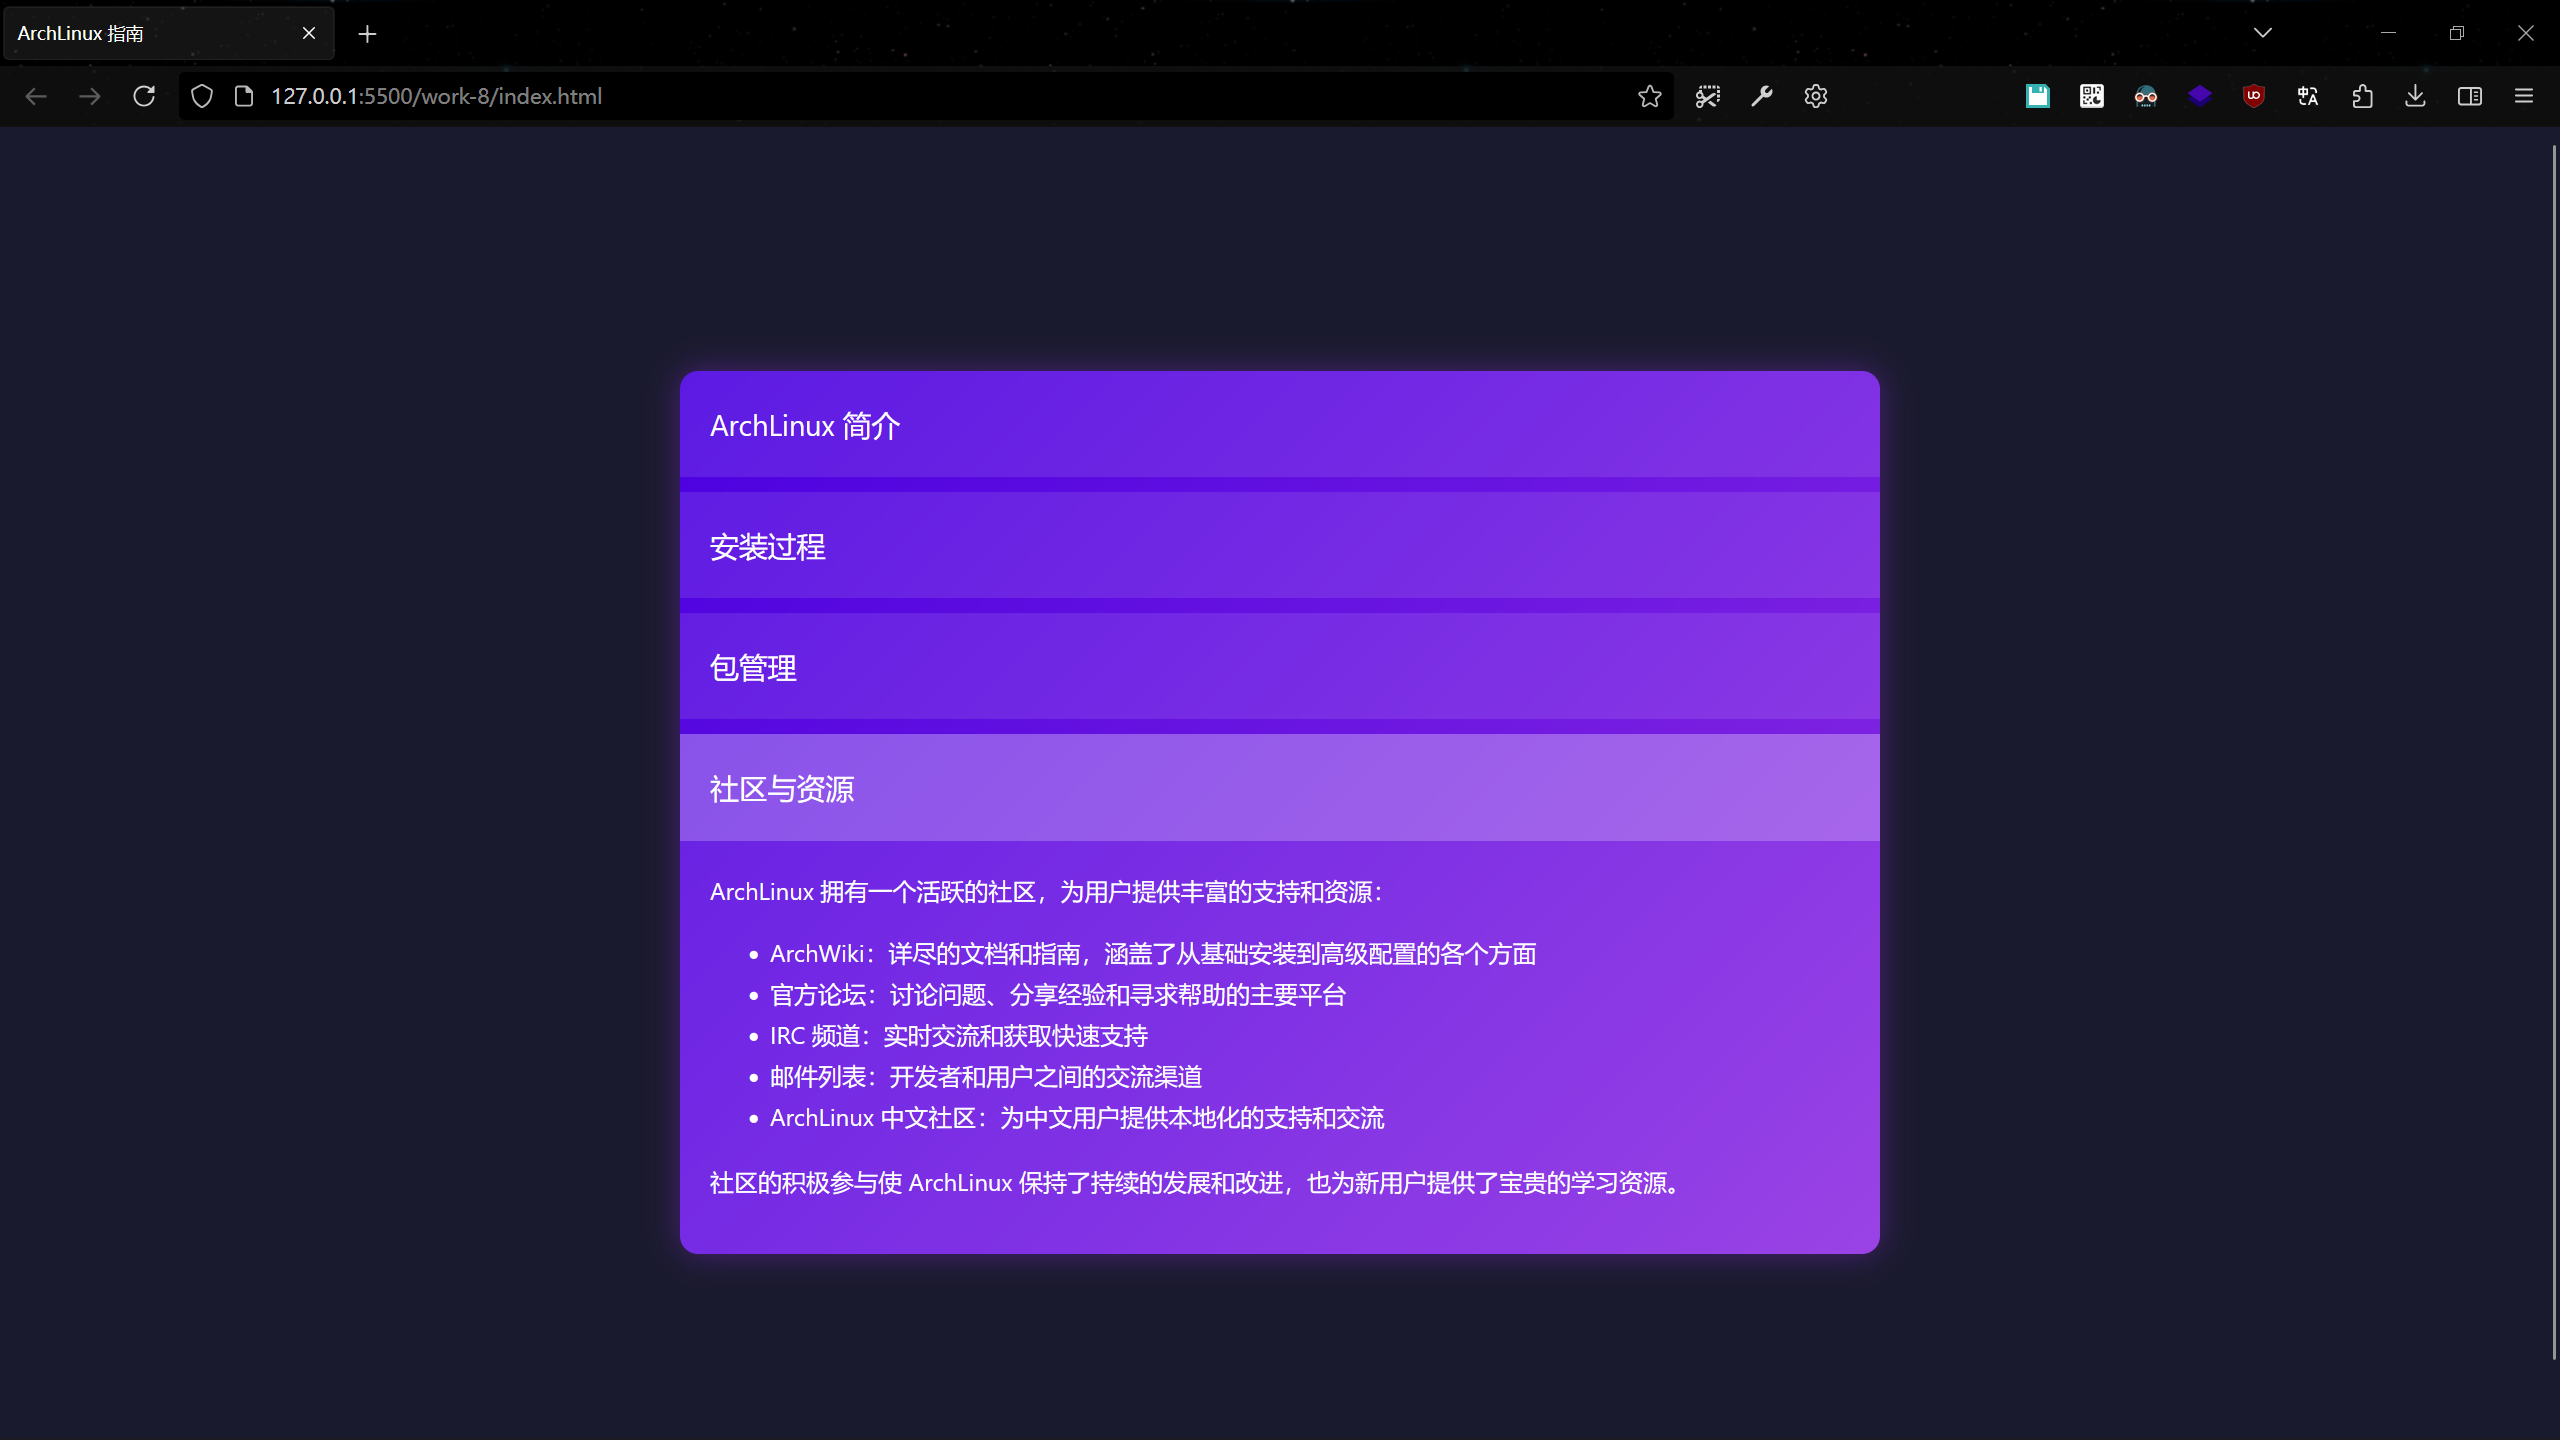 ArchLinux 指南
127.0.0.1:5500/work-8/index.html
ArchLinux 简介
安装过程
包管理
社区与资源
ArchLinux 拥有一个活跃的社区，为用户提供丰富的支持和资源：
ArchWiki：详尽的文档和指南，涵盖了从基础安装到高级配置的各个方面
官方论坛：讨论问题、分享经验和寻求帮助的主要平台
IRC 频道：实时交流和获取快速支持
邮件列表：开发者和用户之间的交流渠道
ArchLinux 中文社区：为中文用户提供本地化的支持和交流
社区的积极参与使 ArchLinux 保持了持续的发展和改进，也为新用户提供了宝贵的学习资源。